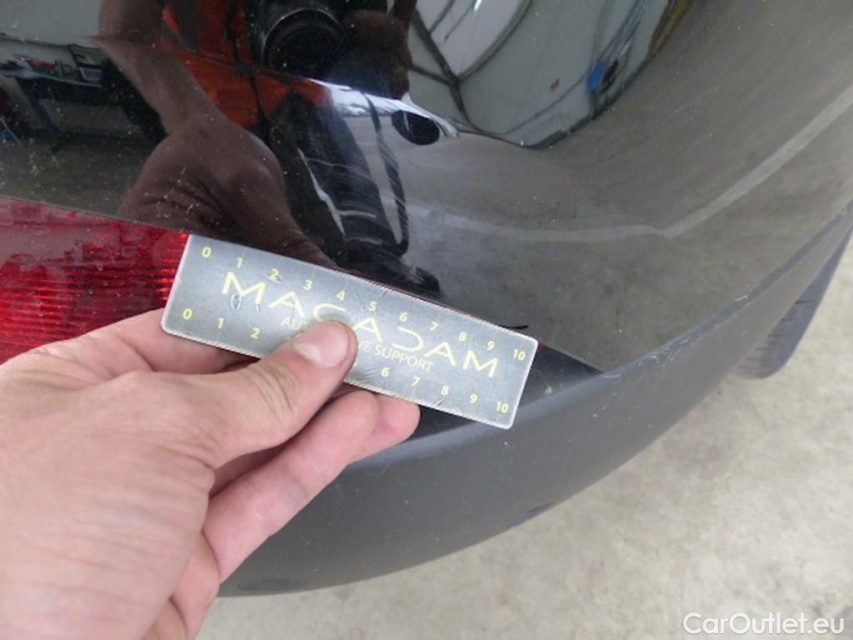 0 1 2 3 4 5 6 7 8 9 10
MACADAM
SUPPORT
0 1 2 6 7 8 9 10
CarOutlet.eu